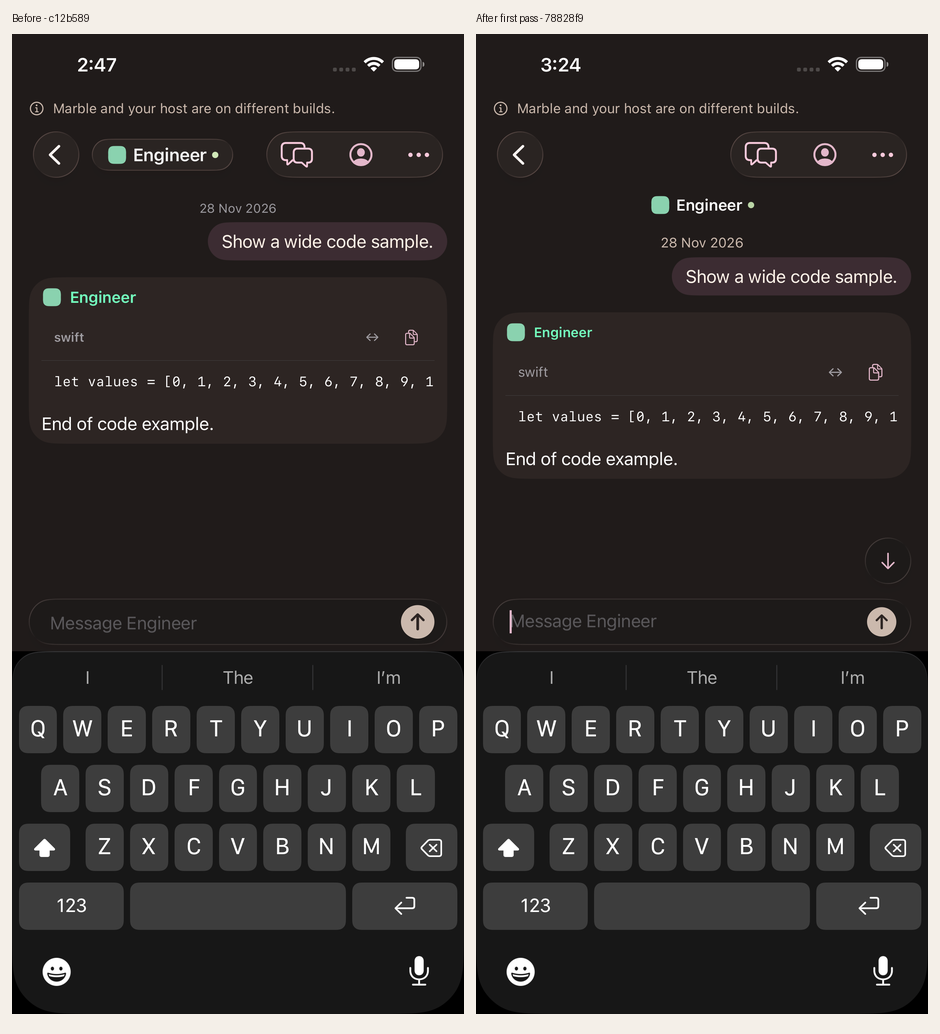 Before - c12b589
2:47
Marble and your host are on different builds.
Engineer
28 Nov 2026
Show a wide code sample.
Engineer
swift
let values = [0, 1, 2, 3, 4, 5, 6, 7, 8, 9, 1
End of code example.
Message Engineer
I The I'm
Q W E R T Y U I O P
A S D F G H J K L
Z X C V B N M
123
After first pass - 78828f9
3:24
Marble and your host are on different builds.
Engineer
28 Nov 2026
Show a wide code sample.
Engineer
swift
let values = [0, 1, 2, 3, 4, 5, 6, 7, 8, 9, 1
End of code example.
Message Engineer
I The I'm
Q W E R T Y U I O P
A S D F G H J K L
Z X C V B N M
123